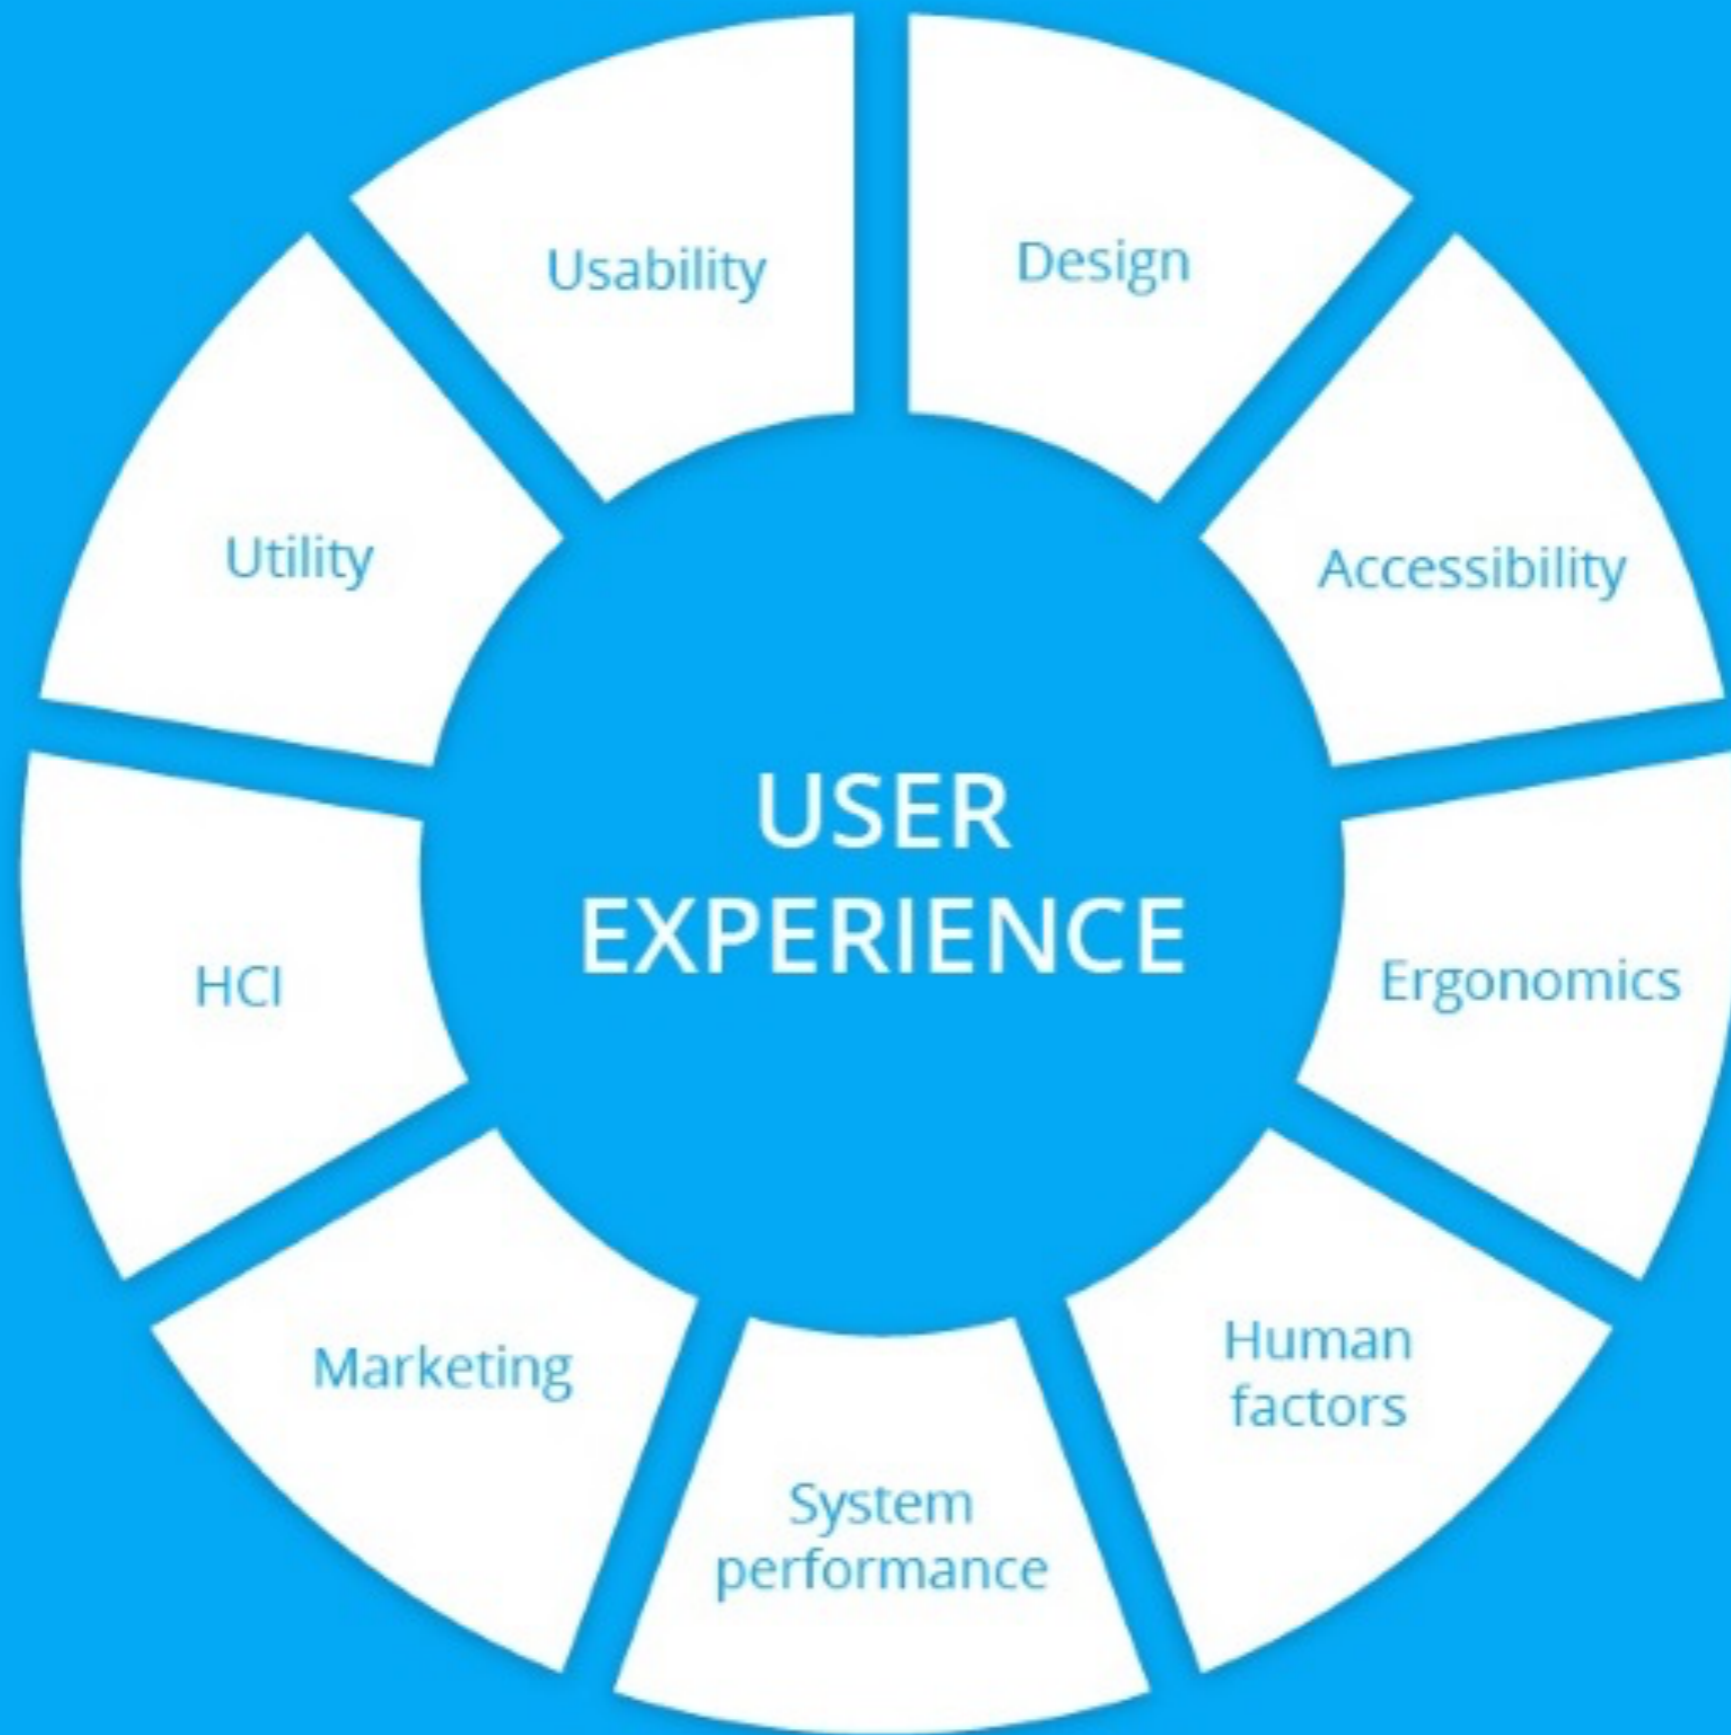 Usability
Design
Utility
Accessibility
USER
EXPERIENCE
HCI
Ergonomics
Marketing
Human
factors
System
performance